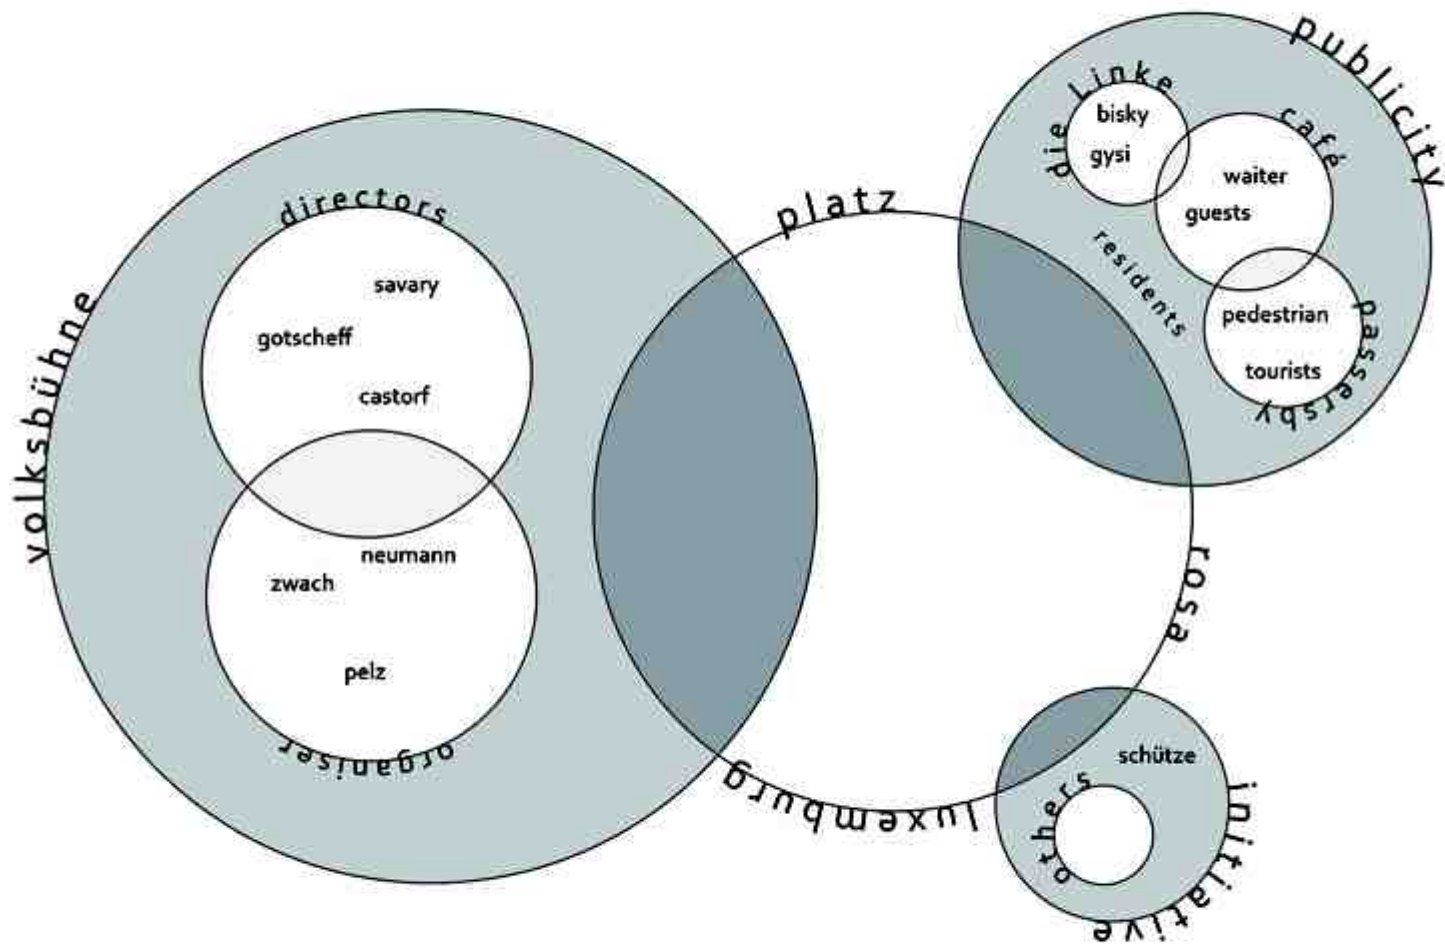 volksbühne
directors
savary
gotscheff
castorf
neumann
zwach
pelz
organiser
platz
rosa
luxemburg
publicity
die Linke
bisky
gysi
café
waiter
guests
residents
pedestrian
tourists
passersby
initiative
schütze
others